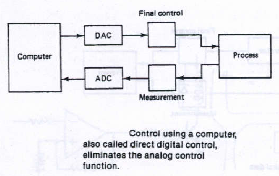 Final control
DAC
Computer
Process
ADC
Measurement
Control using a computer,
also called direct digital control,
eliminates the analog control
function.